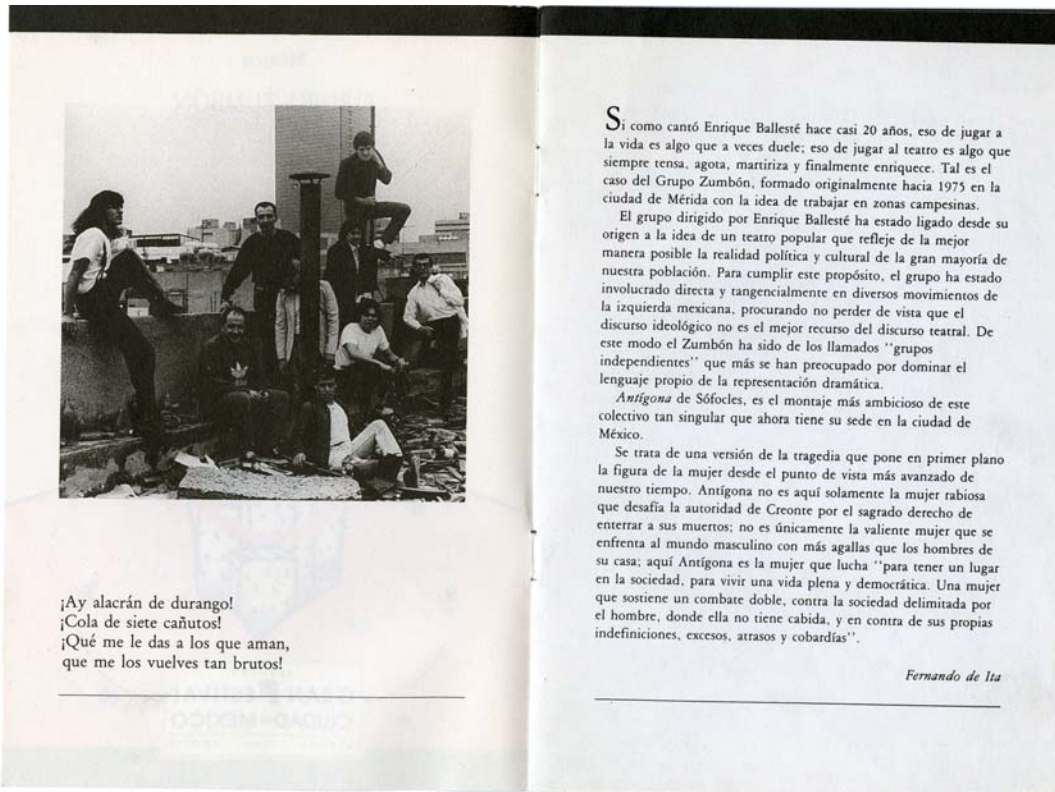 ¡Ay alacrán de durango!
¡Cola de siete cañutos!
¡Qué me le das a los que aman,
que me los vuelves tan brutos!
Si como cantó Enrique Ballesté hace casi 20 años, eso de jugar a
la vida es algo que a veces duele; eso de jugar al teatro es algo que
siempre tensa, agota, martiriza y finalmente enriquece. Tal es el
caso del Grupo Zumbón, formado originalmente hacia 1975 en la
ciudad de Mérida con la idea de trabajar en zonas campesinas.
El grupo dirigido por Enrique Ballesté ha estado ligado desde su
origen a la idea de un teatro popular que refleje de la mejor
manera posible la realidad política y cultural de la gran mayoría de
nuestra población. Para cumplir este propósito, el grupo ha estado
involucrado directa y tangencialmente en diversos movimientos de
la izquierda mexicana, procurando no perder de vista que el
discurso ideológico no es el mejor recurso del discurso teatral. De
este modo el Zumbón ha sido de los llamados "grupos
independientes" que más se han preocupado por dominar el
lenguaje propio de la representación dramática.
Antígona de Sófocles, es el montaje más ambicioso de este
colectivo tan singular que ahora tiene su sede en la ciudad de
México.
Se trata de una versión de la tragedia que pone en primer plano
la figura de la mujer desde el punto de vista más avanzado de
nuestro tiempo. Antígona no es aquí solamente la mujer rabiosa
que desafía la autoridad de Creonte por el sagrado derecho de
enterrar a sus muertos; no es únicamente la valiente mujer que se
enfrenta al mundo masculino con más agallas que los hombres de
su casa; aquí Antígona es la mujer que lucha "para tener un lugar
en la sociedad, para vivir una vida plena y democrática. Una mujer
que sostiene un combate doble, contra la sociedad delimitada por
el hombre, donde ella no tiene cabida, y en contra de sus propias
indefiniciones, excesos, atrasos y cobardías".
Fernando de Ita